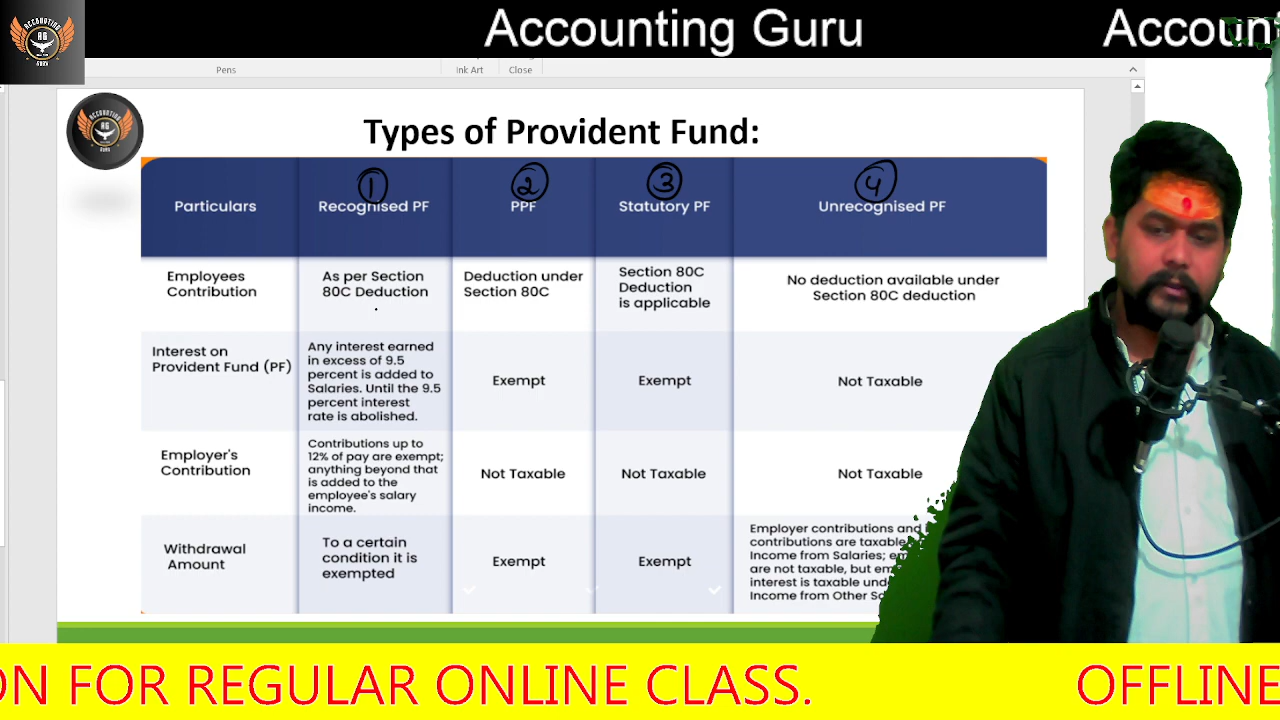 Accounting Guru
Accoun
Pens
Ink Art
Close
ACCOUNTING
AG
GURU
ACCOUNTING
AG
GURU
Types of Provident Fund:
1
2
3
4
Particulars
Recognised PF
PPF
Statutory PF
Unrecognised PF
Employees
Contribution
As per Section
80C Deduction
Deduction under
Section 80C
Section 80C
Deduction
is applicable
No deduction available under
Section 80C deduction
Interest on
Provident Fund (PF)
Any interest earned
in excess of 9.5
percent is added to
Salaries. Until the 9.5
percent interest
rate is abolished.
Exempt
Exempt
Not Taxable
Employer's
Contribution
Contributions up to
12% of pay are exempt;
anything beyond that
is added to the
employee's salary
income.
Not Taxable
Not Taxable
Not Taxable
Withdrawal
Amount
To a certain
condition it is
exempted
Exempt
Exempt
Employer contributions and
contributions are taxable
Income from Salaries;
are not taxable, but
interest is taxable
Income from Other
ON FOR REGULAR ONLINE CLASS.
OFFLINE